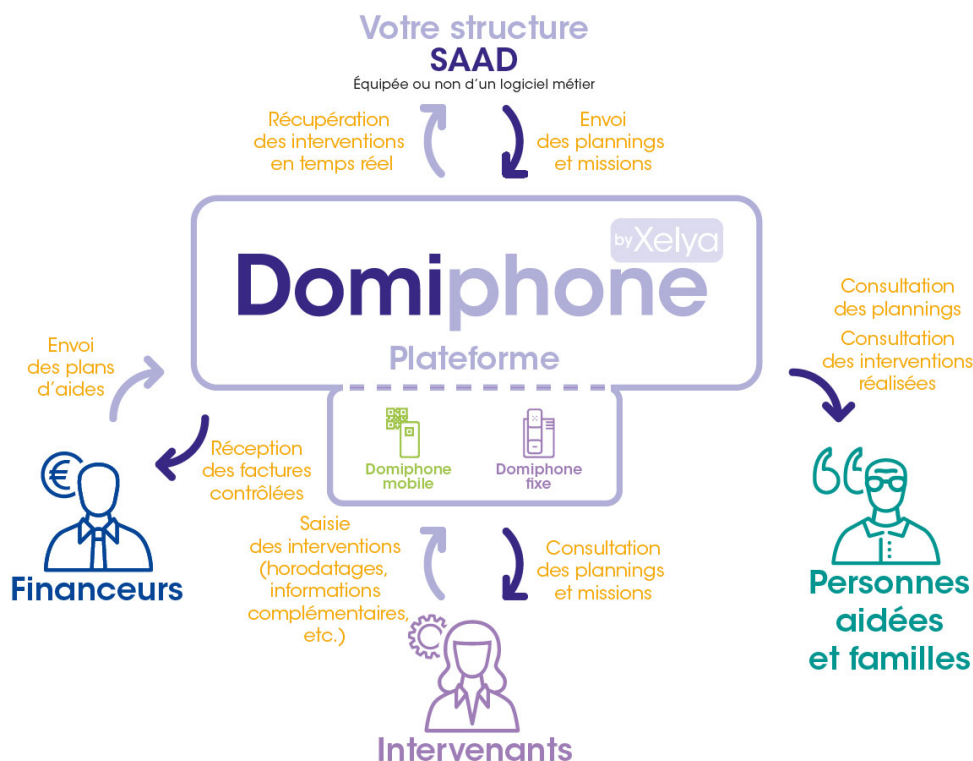 Votre structure
SAAD
Équipée ou non d'un logiciel métier
Récupération
des interventions
en temps réel
Envoi
des plannings
et missions
by Xelya
Domiphone
Plateforme
Envoi
des plans
d'aides
Consultation
des plannings
Consultation
des interventions
réalisées
Domiphone
mobile
Domiphone
fixe
Réception
des factures
contrôlées
€
Financeurs
Saisie
des interventions
(horodatages,
informations
complémentaires,
etc.)
Consultation
des plannings
et missions
Personnes
aidées
et familles
Intervenants